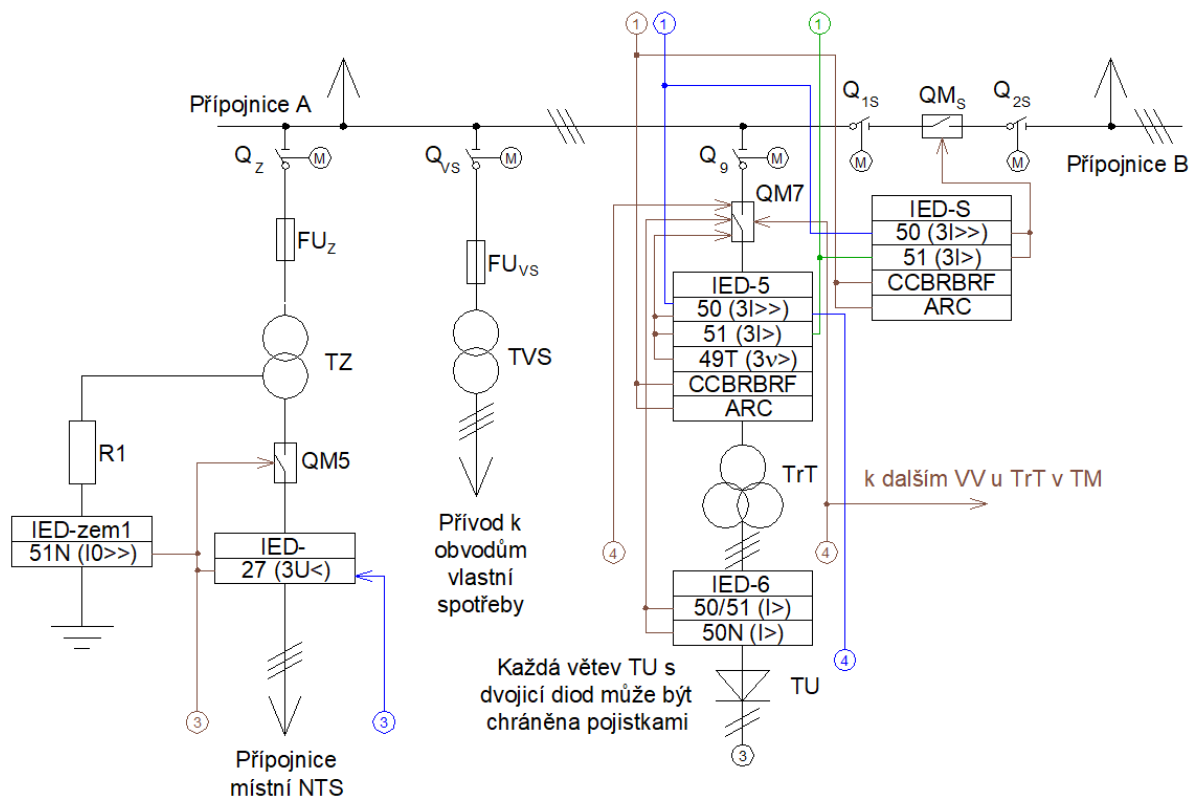 1
1
1
Přípojnice A
Q1S
QMS
Q2S
M
M
Přípojnice B
QZ
M
QVS
M
Q9
M
QM7
FUZ
FUVS
IED-S
50 (3I>>)
51 (3I>)
CCBRBRF
ARC
IED-5
50 (3I>>)
51 (3I>)
49T (3ν>)
CCBRBRF
ARC
TZ
TVS
R1
QM5
TrT
k dalším VV u TrT v TM
IED-zem1
51N (I0>>)
IED-
27 (3U<)
Přívod k
obvodům
vlastní
spotřeby
4
4
IED-6
50/51 (I>)
50N (I>)
4
Každá větev TU s
dvojicí diod může být
chráněna pojistkami
TU
3
3
3
Přípojnice
místní NTS